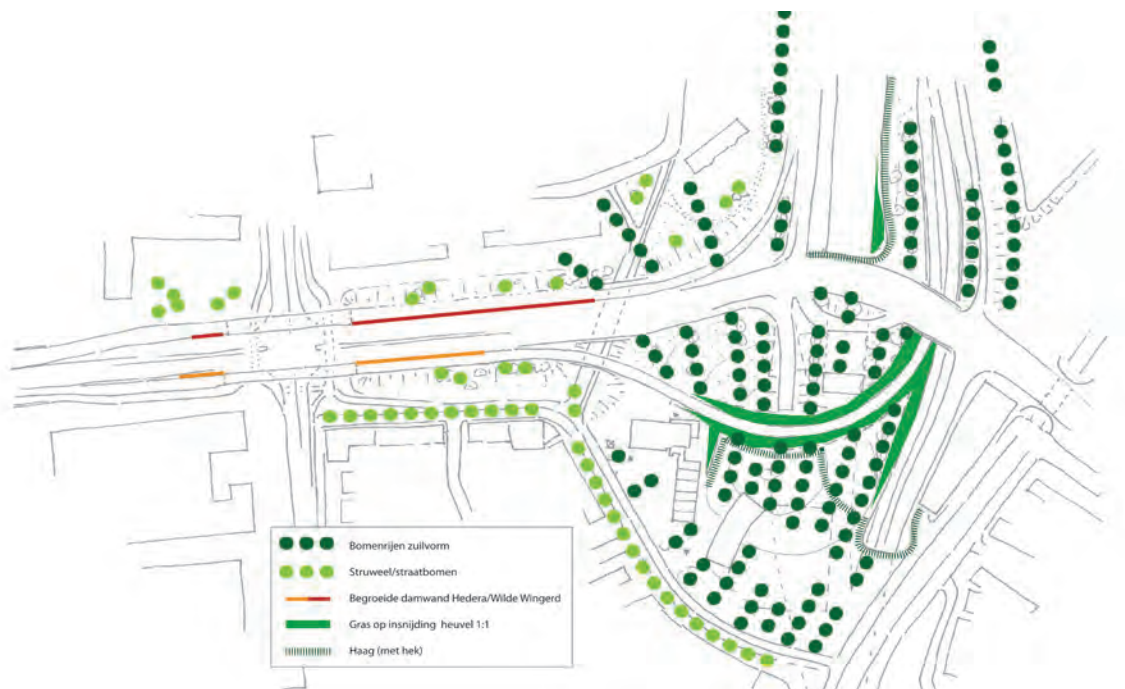 Bomenrijen zuilvorm
Struweel/straatbomen
Begroeide damwand Hedera/Wilde Wingerd
Gras op insnijding heuvel 1:1
Haag (met hek)